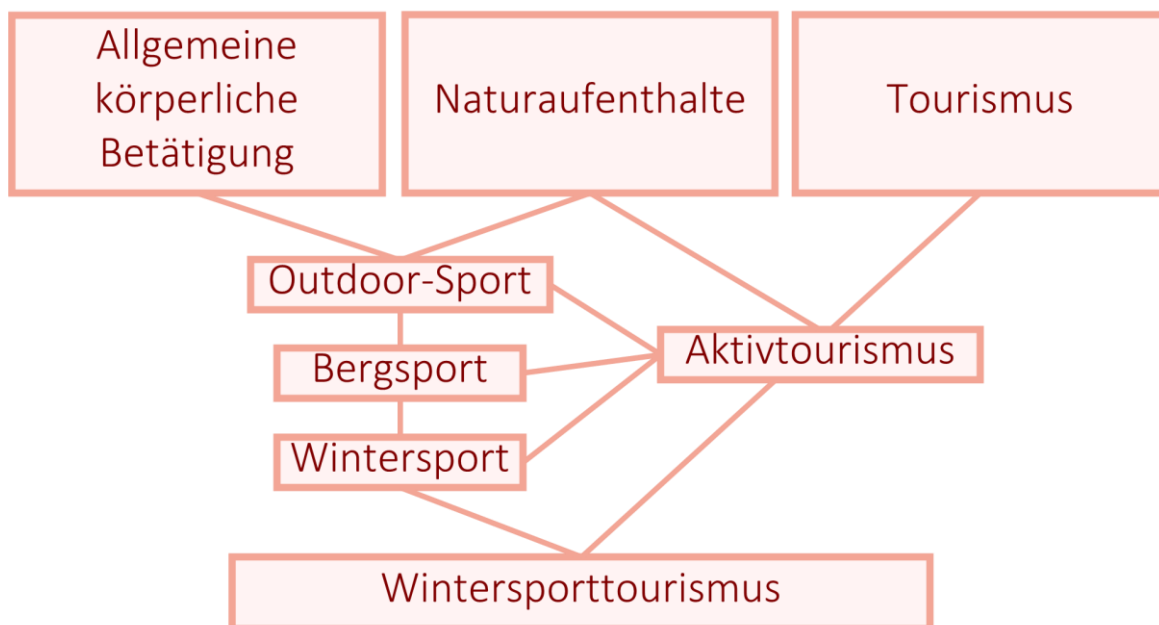 Allgemeine
körperliche
Betätigung
Naturaufenthalte
Tourismus
Outdoor-Sport
Aktivtourismus
Bergsport
Wintersport
Wintersporttourismus